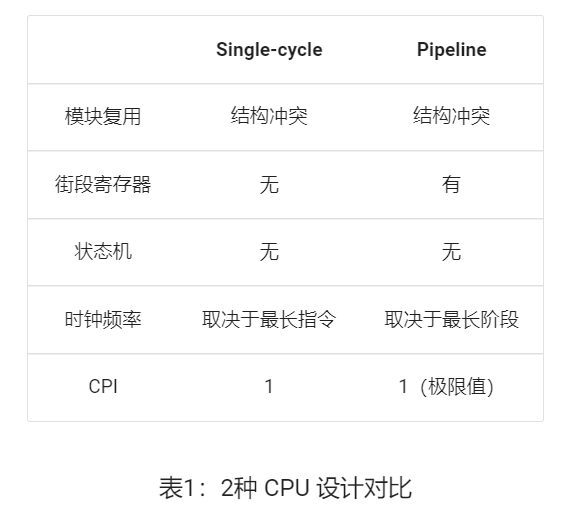 Single-cycle Pipeline
模块复用 结构冲突 结构冲突
街段寄存器 无 有
状态机 无 无
时钟频率 取决于最长指令 取决于最长阶段
CPI 1 1（极限值）
表1：2种 CPU 设计对比